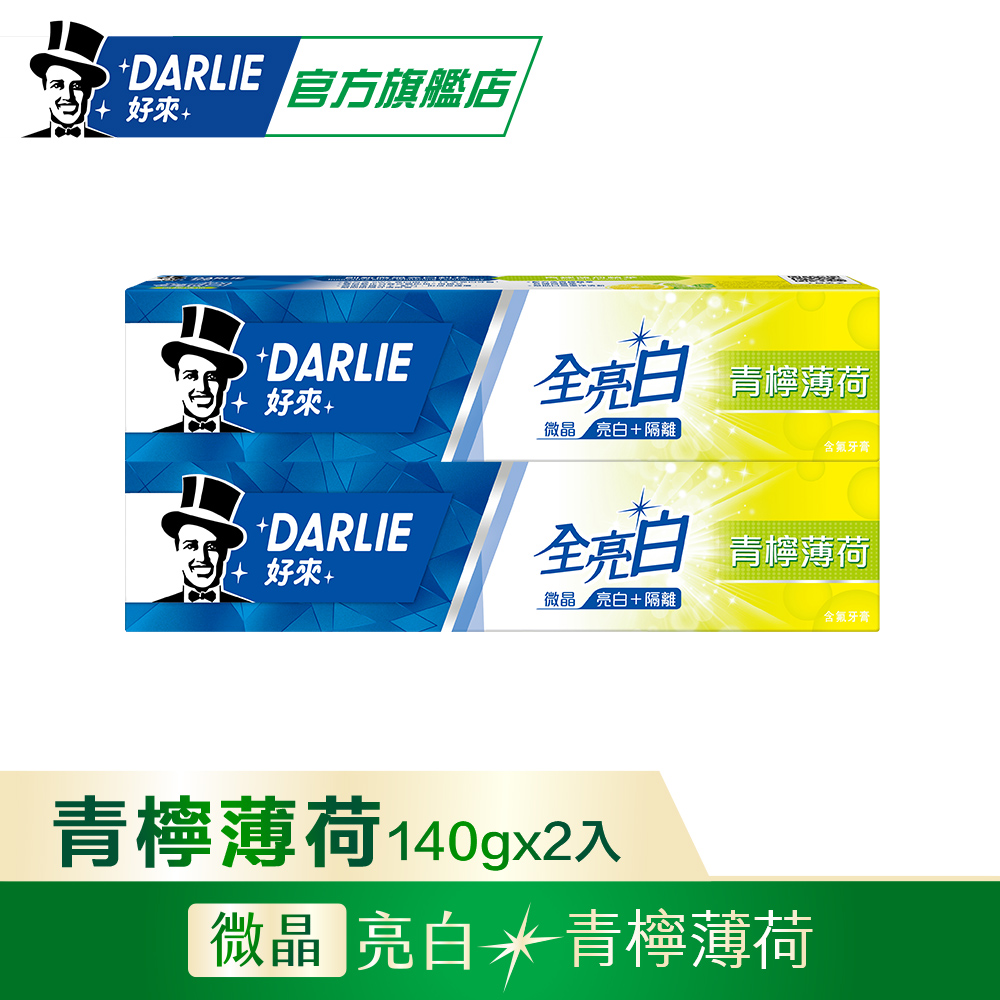 DARLIE
好來
官方旗艦店
DARLIE
好來
全亮白
微晶 亮白+隔離
青檸薄荷
含氟牙膏
DARLIE
好來
全亮白
微晶 亮白+隔離
青檸薄荷
含氟牙膏
青檸薄荷140gx2入
微晶 亮白 青檸薄荷